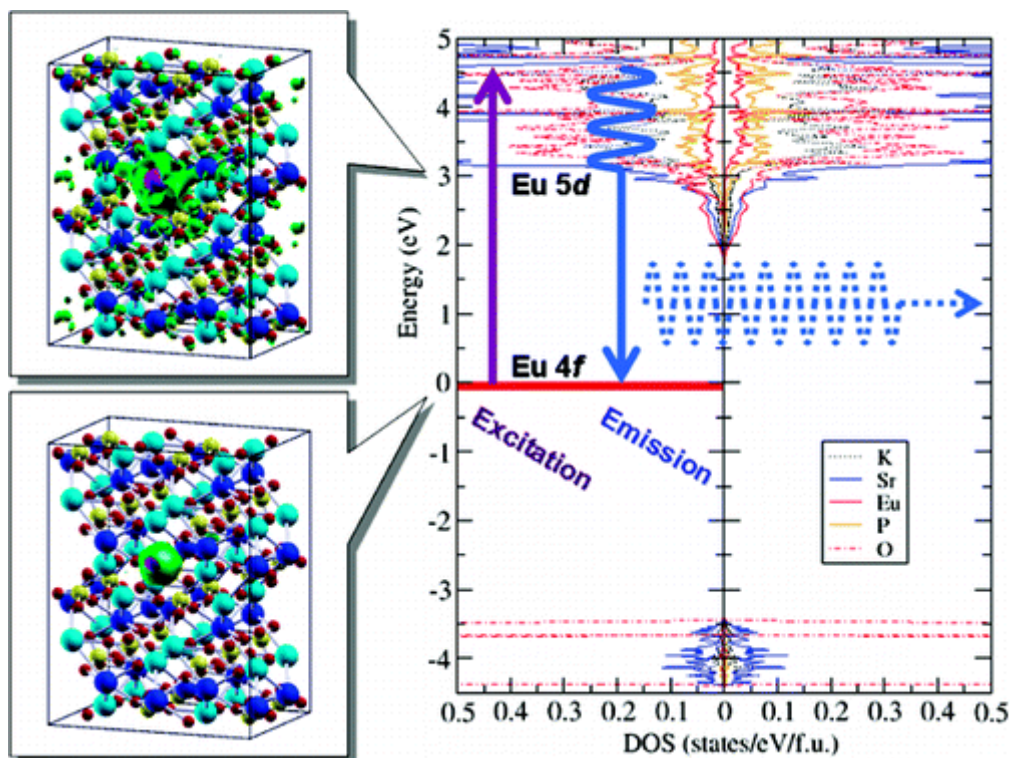 5
4
3
2
1
0
-1
-2
-3
-4
Energy (eV)
Eu 5d
Eu 4f
Excitation
Emission
K
Sr
Eu
P
O
0.5 0.4 0.3 0.2 0.1 0 0.1 0.2 0.3 0.4 0.5
DOS (states/eV/f.u.)